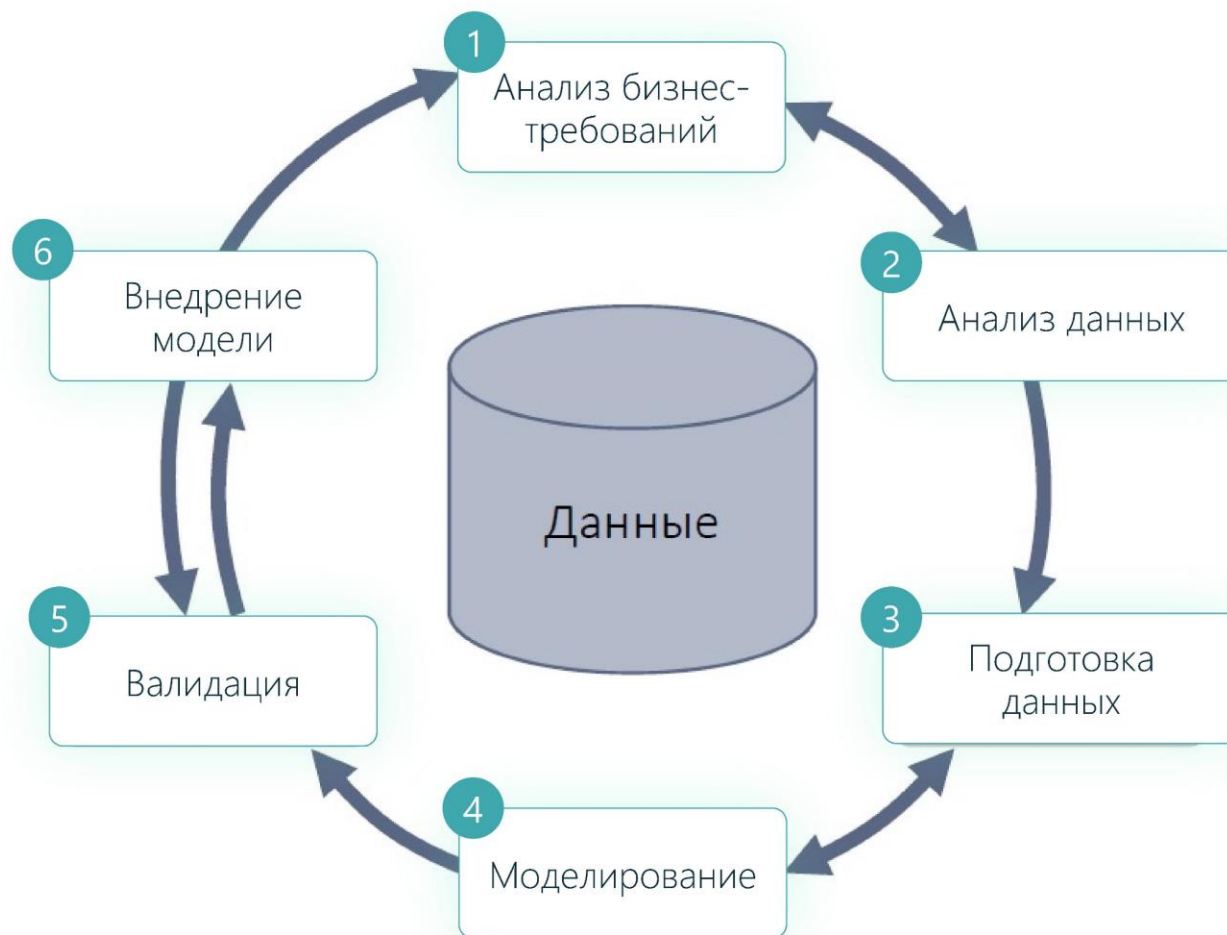 1
Анализ бизнес-
требований
2
Анализ данных
3
Подготовка
данных
4
Моделирование
5
Валидация
6
Внедрение
модели
Данные